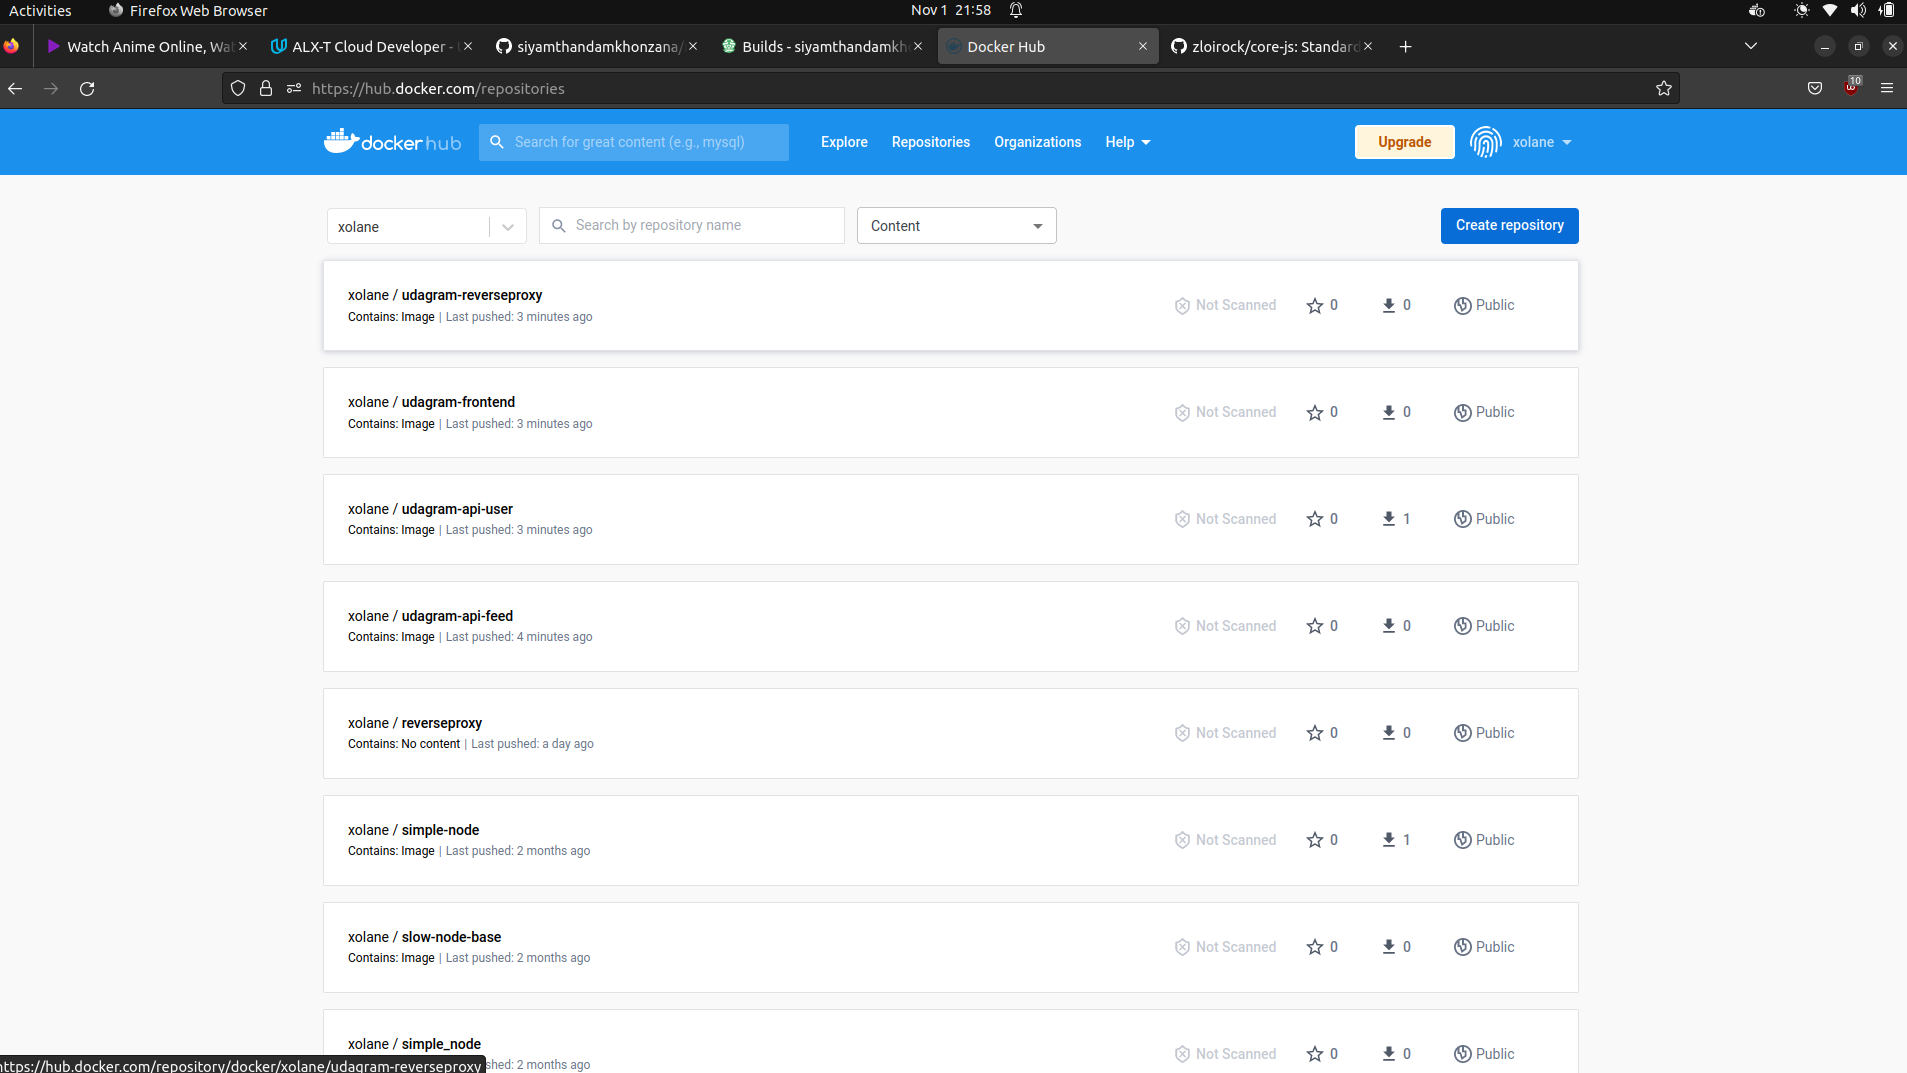 Activities Firefox Web Browser Nov 1 21:58
Watch Anime Online, Wat ALX-T Cloud Developer - siyamthandamkhonzana/ Builds - siyamthandamkh Docker Hub zloirock/core-js: Standard
https://hub.docker.com/repositories 10
docker hub Search for great content (e.g., mysql) Explore Repositories Organizations Help Upgrade xolane
xolane Search by repository name Content Create repository
xolane / udagram-reverseproxy
Contains: Image | Last pushed: 3 minutes ago Not Scanned 0 0 Public
xolane / udagram-frontend
Contains: Image | Last pushed: 3 minutes ago Not Scanned 0 0 Public
xolane / udagram-api-user
Contains: Image | Last pushed: 3 minutes ago Not Scanned 0 1 Public
xolane / udagram-api-feed
Contains: Image | Last pushed: 4 minutes ago Not Scanned 0 0 Public
xolane / reverseproxy
Contains: No content | Last pushed: a day ago Not Scanned 0 0 Public
xolane / simple-node
Contains: Image | Last pushed: 2 months ago Not Scanned 0 1 Public
xolane / slow-node-base
Contains: Image | Last pushed: 2 months ago Not Scanned 0 0 Public
xolane / simple_node
shed: 2 months ago Not Scanned 0 0 Public
https://hub.docker.com/repository/docker/xolane/udagram-reverseproxy